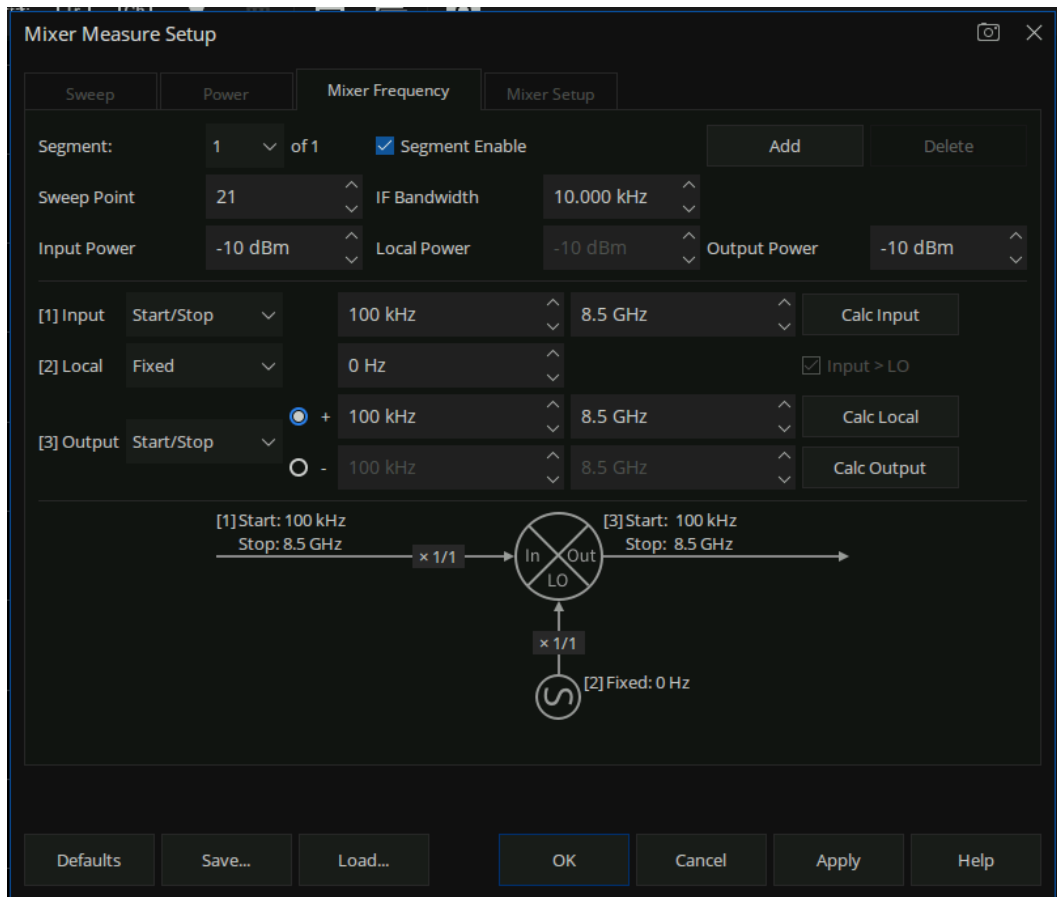 Mixer Measure Setup
Sweep Power Mixer Frequency Mixer Setup
Segment: 1 of 1 Segment Enable Add Delete
Sweep Point 21 IF Bandwidth 10.000 kHz
Input Power -10 dBm Local Power -10 dBm Output Power -10 dBm
[1] Input Start/Stop 100 kHz 8.5 GHz Calc Input
[2] Local Fixed 0 Hz Input > LO
+ 100 kHz 8.5 GHz Calc Local
[3] Output Start/Stop
- 100 kHz 8.5 GHz Calc Output
[1] Start: 100 kHz [3] Start: 100 kHz
Stop: 8.5 GHz Stop: 8.5 GHz
× 1/1 In Out
LO
× 1/1
[2] Fixed: 0 Hz
Defaults Save... Load... OK Cancel Apply Help